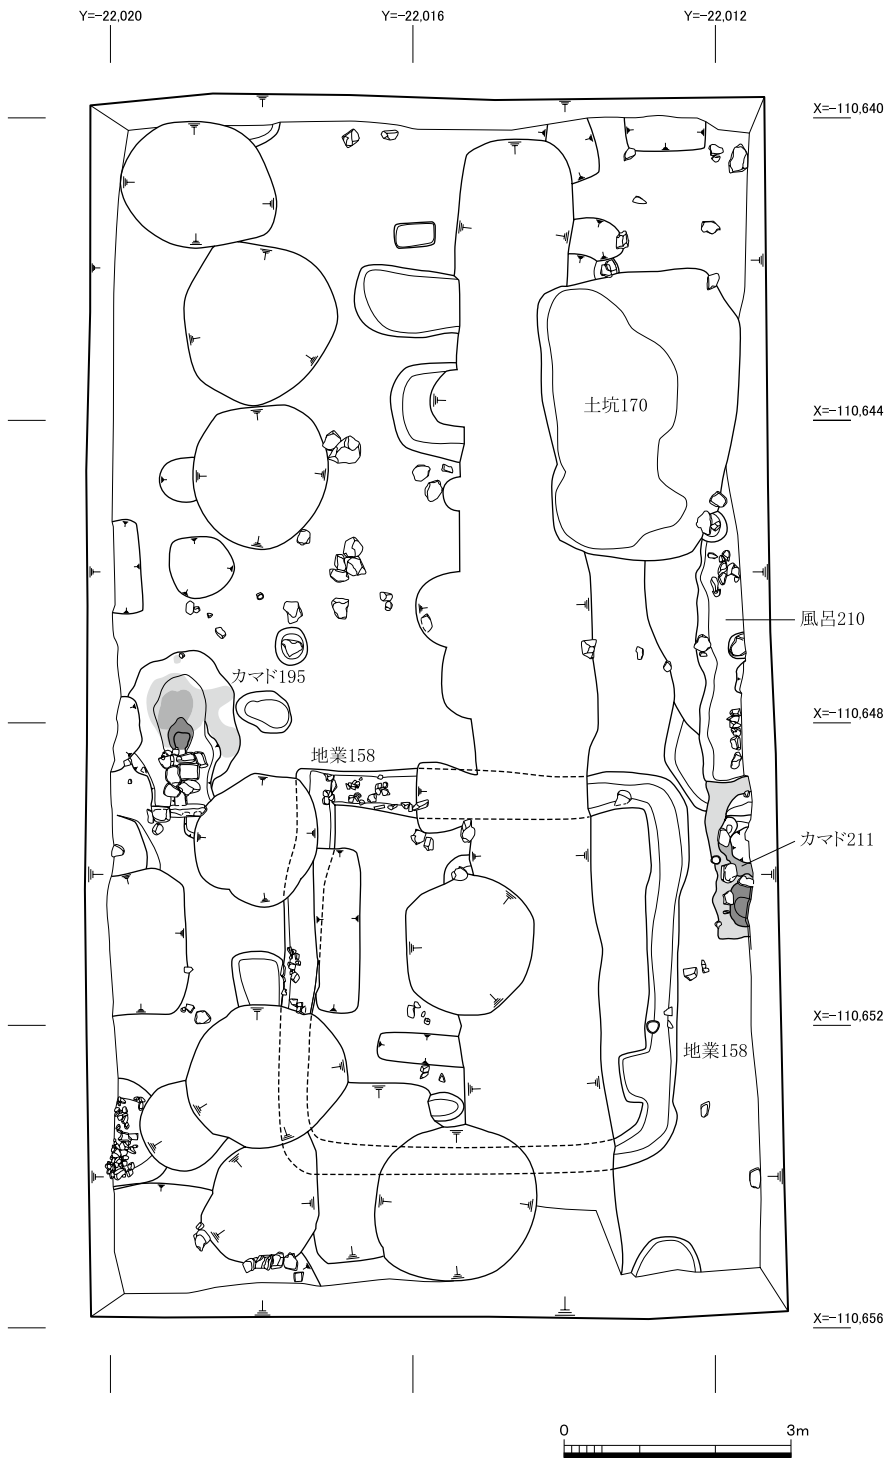 Y=-22,020
Y=-22,016
Y=-22,012
X=-110,640
X=-110,644
土坑170
風呂210
カマド195
X=-110,648
地業158
カマド211
X=-110,652
地業158
X=-110,656
0
3m